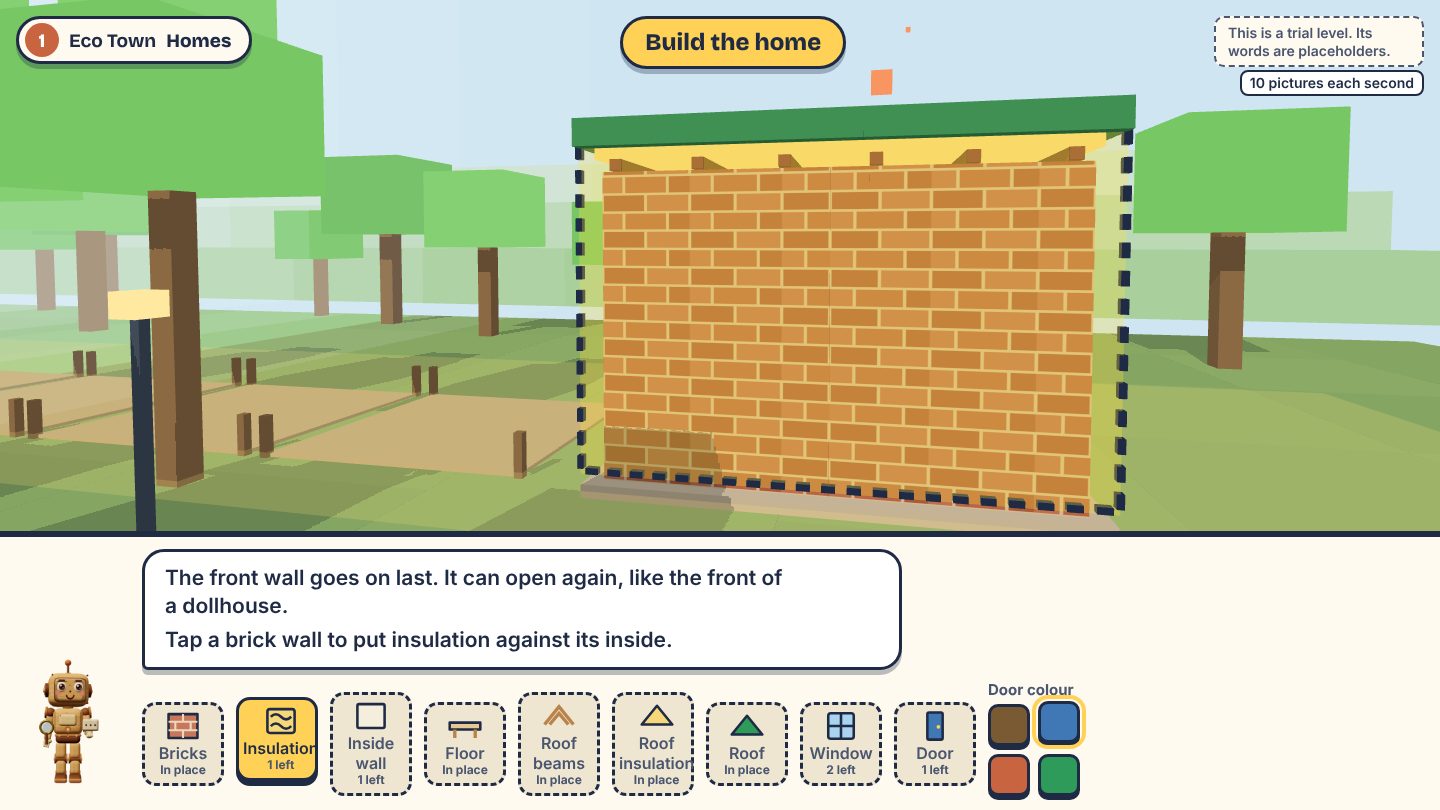 1 Eco Town Homes
Build the home
This is a trial level. Its
words are placeholders.
10 pictures each second
The front wall goes on last. It can open again, like the front of
a dollhouse.
Tap a brick wall to put insulation against its inside.
Bricks
In place
Insulation
1 left
Inside
wall
1 left
Floor
In place
Roof
beams
In place
Roof
insulation
In place
Roof
In place
Window
2 left
Door
1 left
Door colour